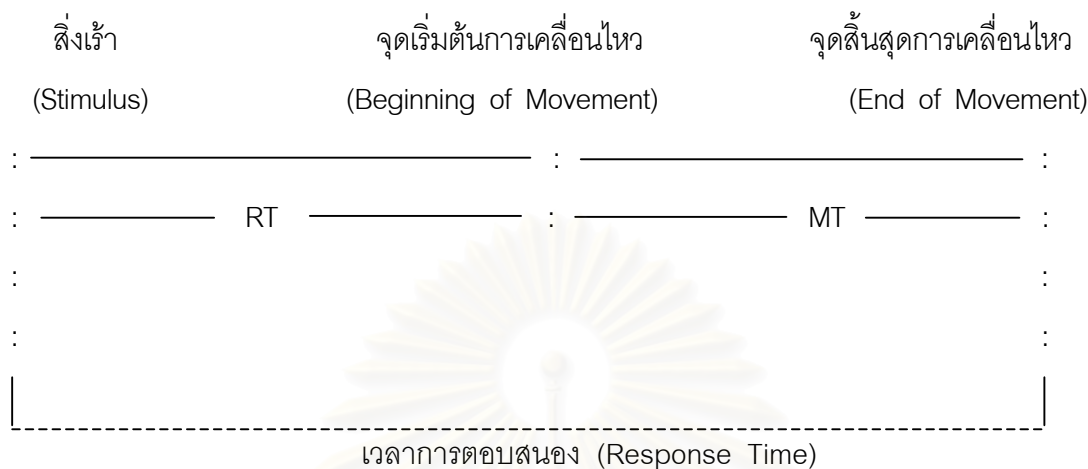 สิ่งเร้า จุดเริ่มต้นการเคลื่อนไหว จุดสิ้นสุดการเคลื่อนไหว
(Stimulus) (Beginning of Movement) (End of Movement)
: : :
: RT : MT :
: :
: :
เวลาการตอบสนอง (Response Time)